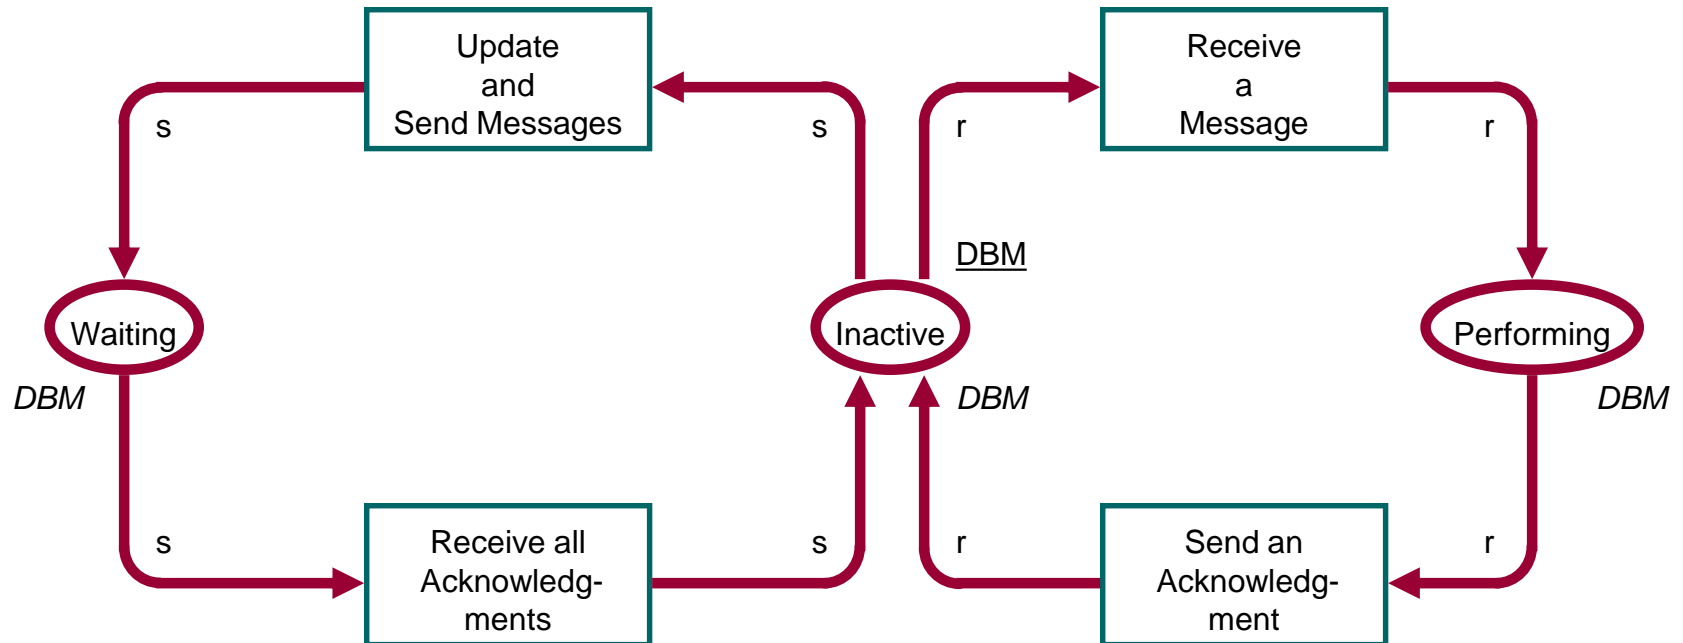 Update
and
Send Messages
Receive
a
Message
s
s
r
r
DBM
Waiting
Inactive
Performing
DBM
DBM
DBM
s
s
r
r
Receive all
Acknowledg-
ments
Send an
Acknowledg-
ment